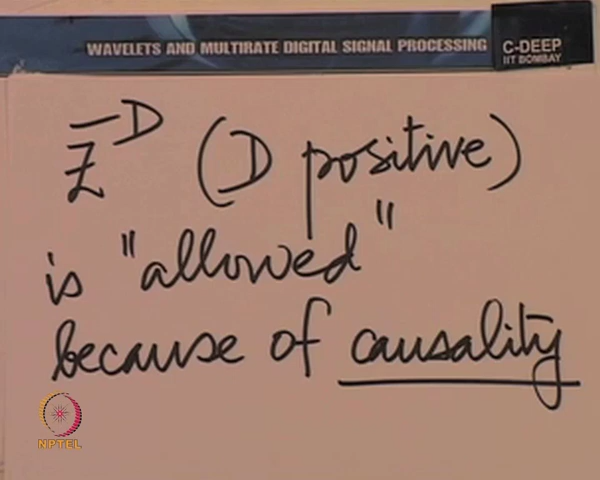 WAVELETS AND MULTIRATE DIGITAL SIGNAL PROCESSING
C-DEEP
IIT BOMBAY
z^{-D} (D positive)
is "allowed"
because of causality
NPTEL